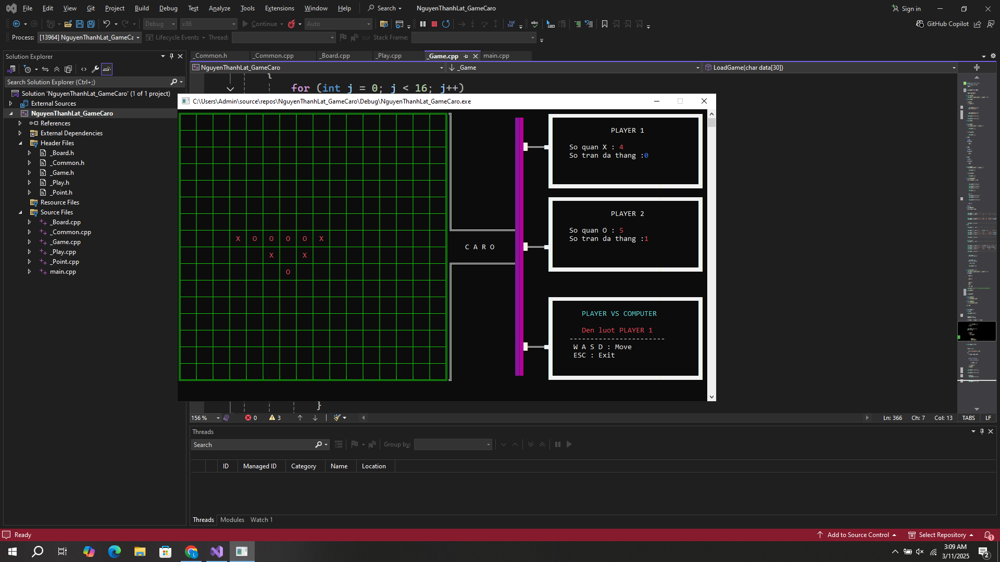 File Edit View Git Project Build Debug Test Analyze Tools Extensions Window Help Search NguyenThanhLat_GameCaro Sign in
Debug x86 Continue Auto GitHub Copilot
Process: [13964] NguyenThanhLat_GameCa Lifecycle Events Thread: Stack Frame:
Solution Explorer
_Common.h _Common.cpp _Board.cpp _Play.cpp _Game.cpp main.cpp
NguyenThanhLat_GameCaro _Game LoadGame(char data[30])
Search Solution Explorer (Ctrl+;)
Solution 'NguyenThanhLat_GameCaro' (1 of 1 project)
External Sources
NguyenThanhLat_GameCaro
References
External Dependencies
Header Files
_Board.h
_Common.h
_Game.h
_Play.h
_Point.h
Resource Files
Source Files
_Board.cpp
_Common.cpp
_Game.cpp
_Play.cpp
_Point.cpp
main.cpp
{
for (int j = 0; j < 16; j++)
C:\Users\Admin\source\repos\NguyenThanhLat_GameCaro\Debug\NguyenThanhLat_GameCaro.exe
X O O O O X
X X
O
C A R O
PLAYER 1
So quan X : 4
So tran da thang :0
PLAYER 2
So quan O : 5
So tran da thang :1
PLAYER VS COMPUTER
Den luot PLAYER 1
-----------------------
W A S D : Move
ESC : Exit
}
156 % 0 3 Ln: 366 Ch: 7 Col: 13 TABS LF
Threads
Search Group by:
ID Managed ID Category Name Location
Threads Modules Watch 1
Ready Add to Source Control Select Repository 1
3:09 AM
3/11/2025
2